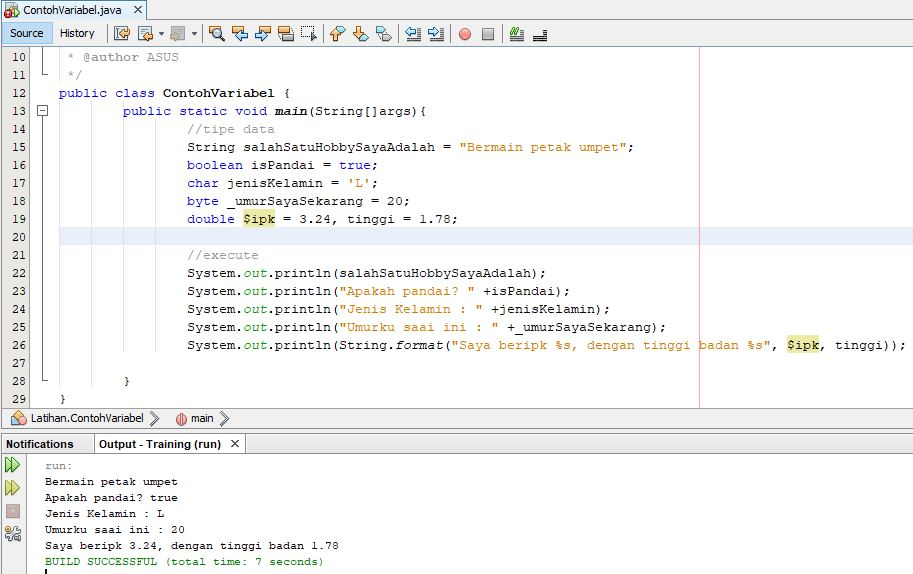 ContohVariabel.java
Source History
10 * @author ASUS
11 */
12 public class ContohVariabel {
13 public static void main(String[]args){
14 //tipe data
15 String salahSatuHobbySayaAdalah = "Bermain petak umpet";
16 boolean isPandai = true;
17 char jenisKelamin = 'L';
18 byte _umurSayaSekarang = 20;
19 double $ipk = 3.24, tinggi = 1.78;
20
21 //execute
22 System.out.println(salahSatuHobbySayaAdalah);
23 System.out.println("Apakah pandai? " +isPandai);
24 System.out.println("Jenis Kelamin : " +jenisKelamin);
25 System.out.println("Umurku saai ini : " +_umurSayaSekarang);
26 System.out.println(String.format("Saya beripk %s, dengan tinggi badan %s", $ipk, tinggi));
27
28 }
29 }
Latihan.ContohVariabel main
Notifications Output - Training (run)
run:
Bermain petak umpet
Apakah pandai? true
Jenis Kelamin : L
Umurku saai ini : 20
Saya beripk 3.24, dengan tinggi badan 1.78
BUILD SUCCESSFUL (total time: 7 seconds)